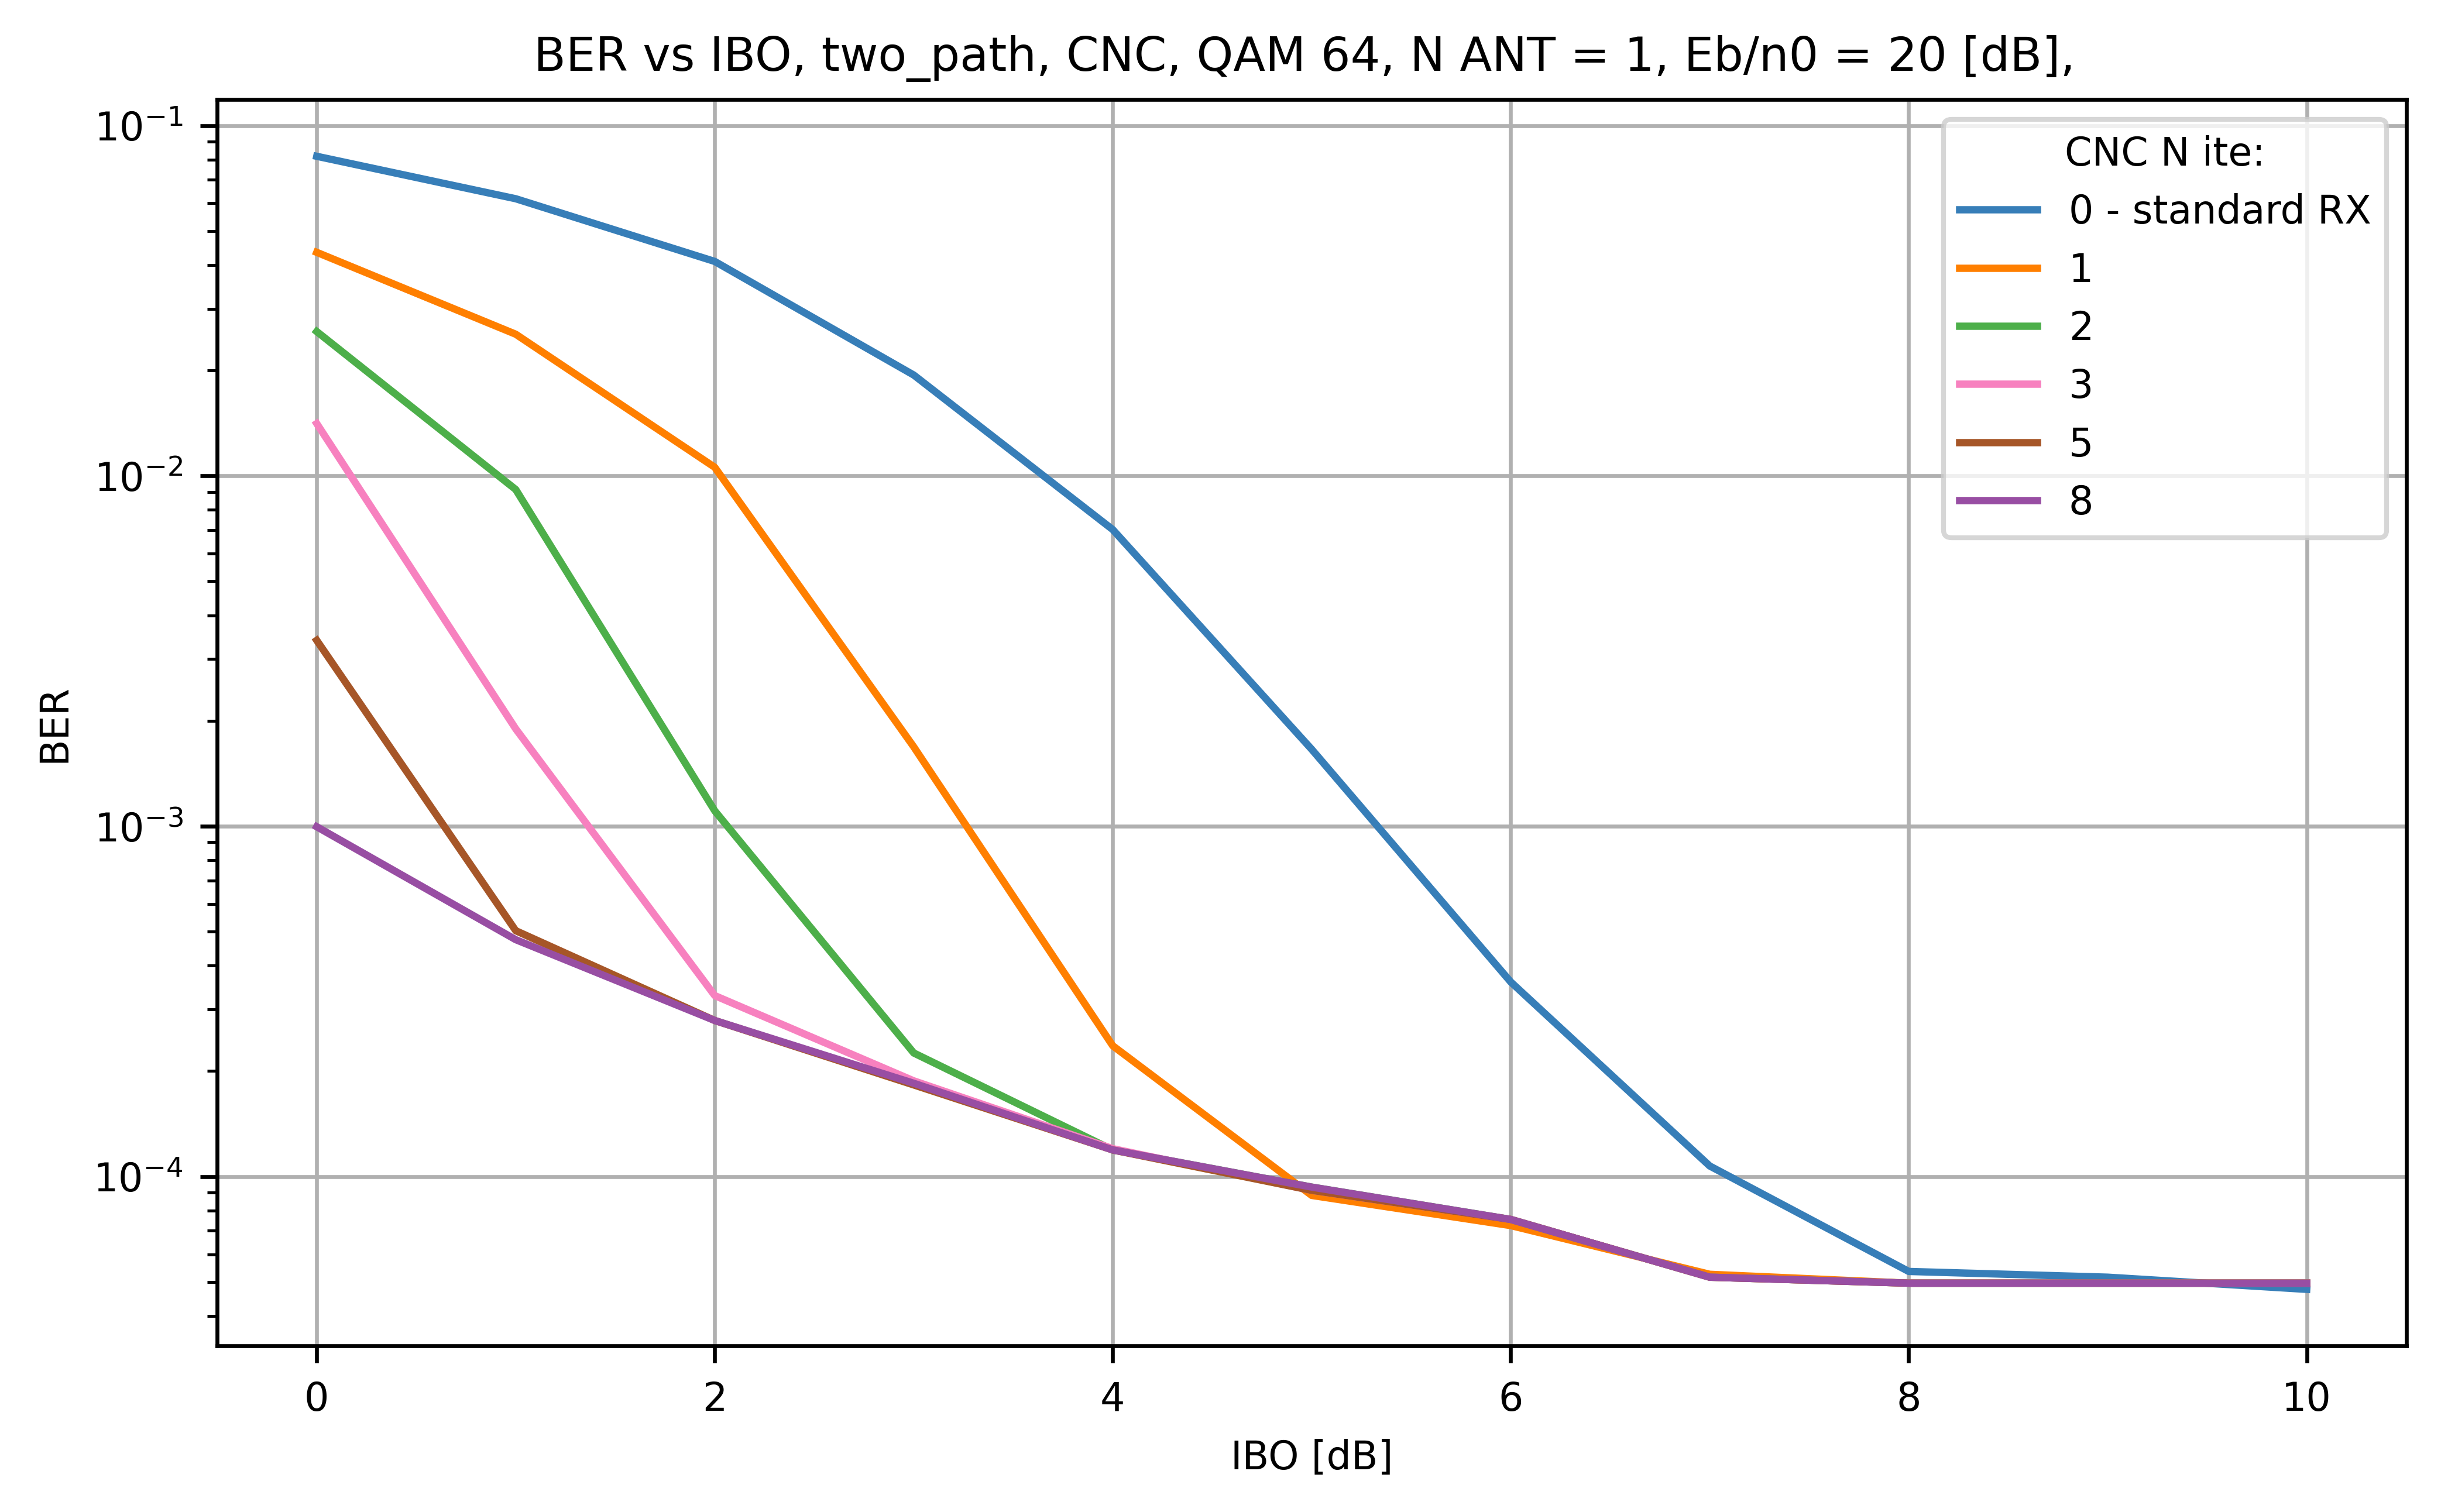 BER vs IBO, two_path, CNC, QAM 64, N ANT = 1, Eb/n0 = 20 [dB],
10⁻¹
10⁻²
10⁻³
10⁻⁴
BER
CNC N ite:
0 - standard RX
1
2
3
5
8
0 2 4 6 8 10
IBO [dB]